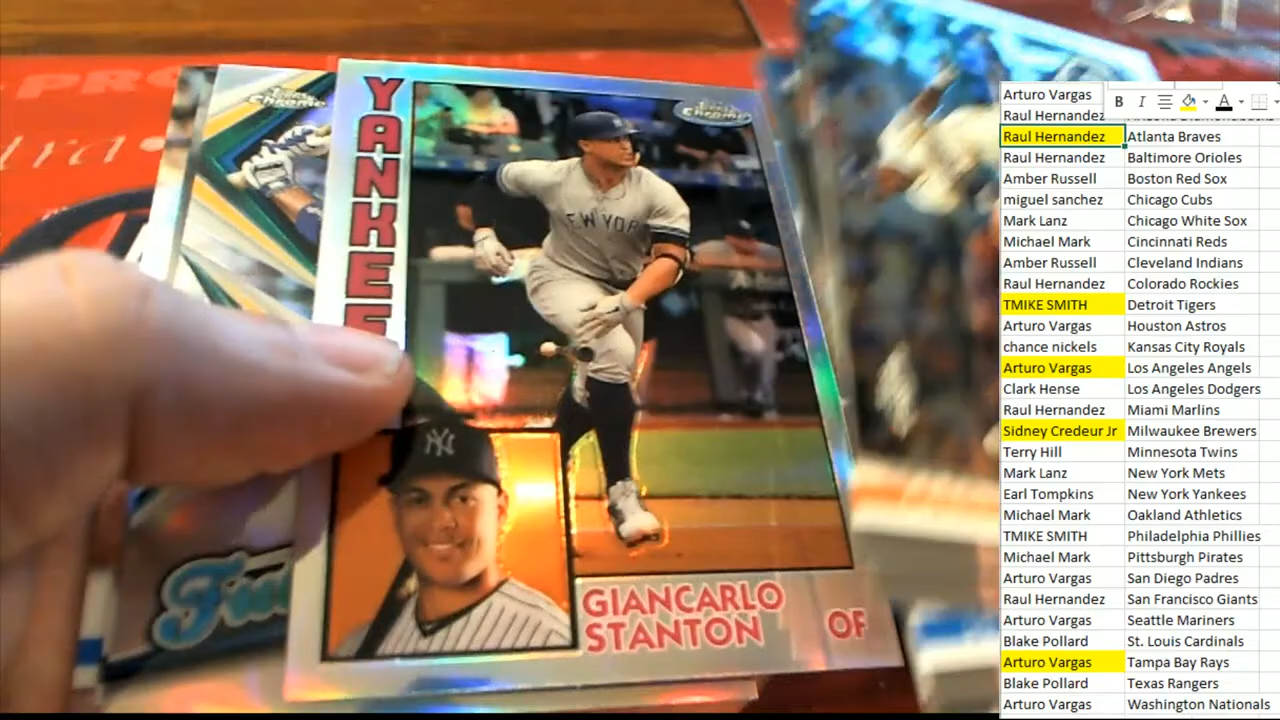 PRO
YANKEE
Topps
Chrome
Topps
Chrome
NEW YOR
NY
GIANCARLO
STANTON
OF
Arturo Vargas
B I A
Raul Hernandez
Raul Hernandez Atlanta Braves
Raul Hernandez Baltimore Orioles
Amber Russell Boston Red Sox
miguel sanchez Chicago Cubs
Mark Lanz Chicago White Sox
Michael Mark Cincinnati Reds
Amber Russell Cleveland Indians
Raul Hernandez Colorado Rockies
TMIKE SMITH Detroit Tigers
Arturo Vargas Houston Astros
chance nickels Kansas City Royals
Arturo Vargas Los Angeles Angels
Clark Hense Los Angeles Dodgers
Raul Hernandez Miami Marlins
Sidney Credeur Jr Milwaukee Brewers
Terry Hill Minnesota Twins
Mark Lanz New York Mets
Earl Tompkins New York Yankees
Michael Mark Oakland Athletics
TMIKE SMITH Philadelphia Phillies
Michael Mark Pittsburgh Pirates
Arturo Vargas San Diego Padres
Raul Hernandez San Francisco Giants
Arturo Vargas Seattle Mariners
Blake Pollard St. Louis Cardinals
Arturo Vargas Tampa Bay Rays
Blake Pollard Texas Rangers
Arturo Vargas Washington Nationals